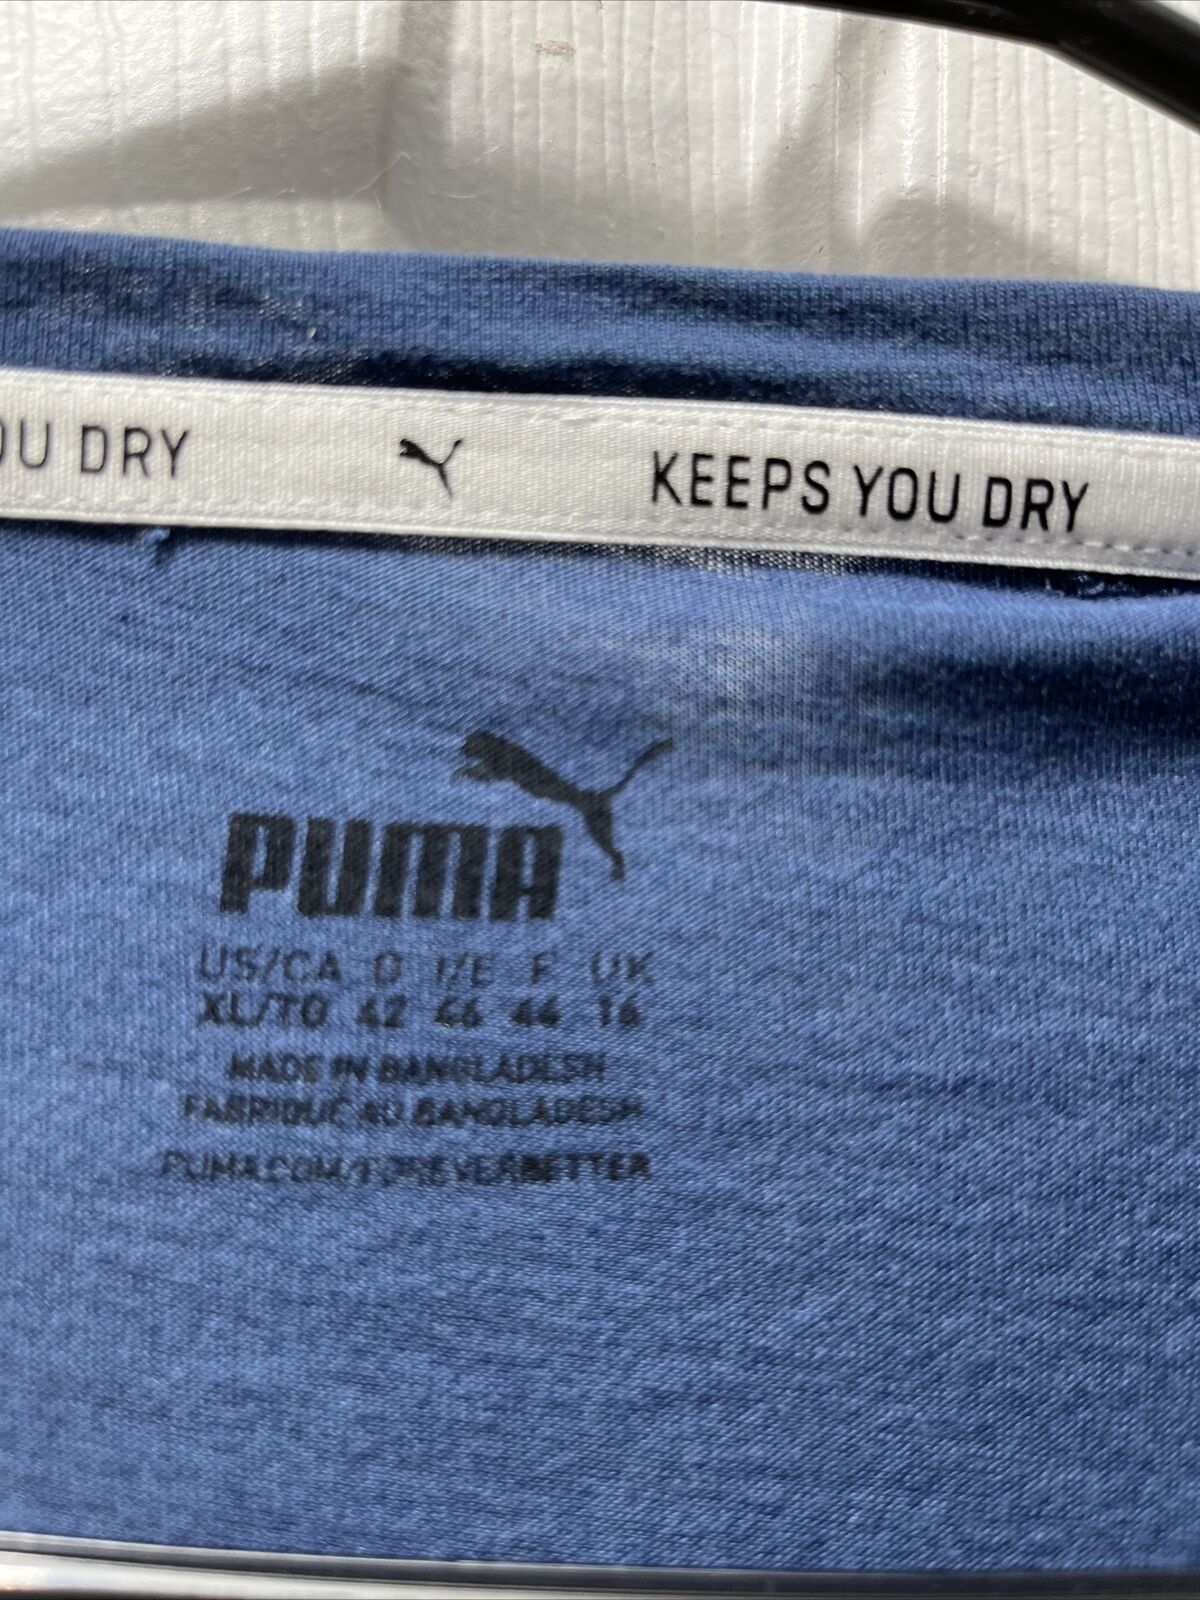 OU DRY KEEPS YOU DRY
PUMA
US/CA D I/E F UK
XL/TG 42 46 44 16
MADE IN BANGLADESH
FABRIQUÉ AU BANGLADESH
PUMA.COM/FOREVERBETTER